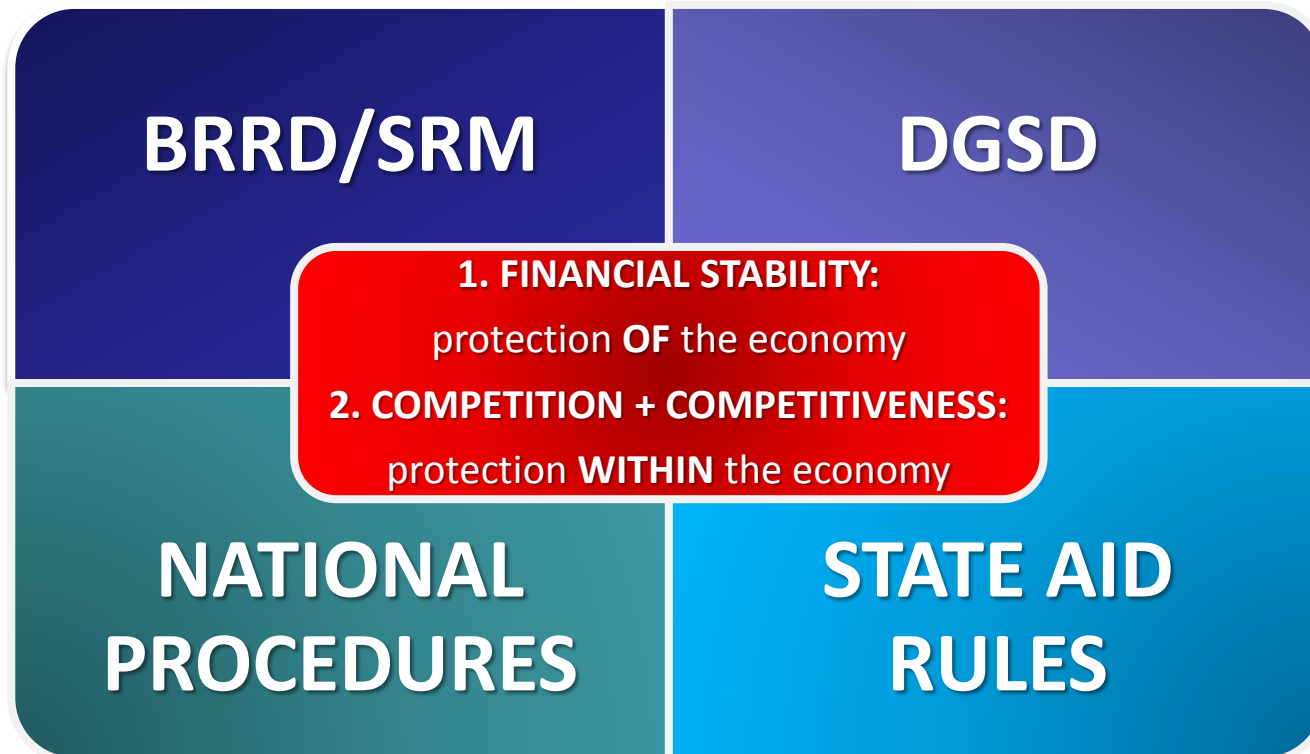 BRRD/SRM
DGSD
1. FINANCIAL STABILITY:
protection OF the economy
2. COMPETITION + COMPETITIVENESS:
protection WITHIN the economy
NATIONAL
PROCEDURES
STATE AID
RULES